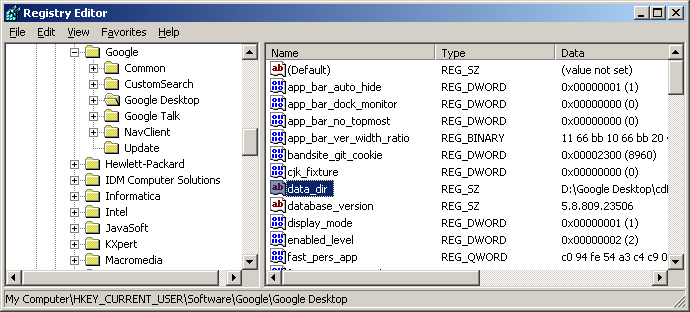 Registry Editor
File Edit View Favorites Help
Google
Common
CustomSearch
Google Desktop
Google Talk
NavClient
Update
Hewlett-Packard
IDM Computer Solutions
Informatica
Intel
JavaSoft
KXpert
Macromedia
Name Type Data
(Default) REG_SZ (value not set)
app_bar_auto_hide REG_DWORD 0x00000001 (1)
app_bar_dock_monitor REG_DWORD 0x00000000 (0)
app_bar_no_topmost REG_DWORD 0x00000000 (0)
app_bar_ver_width_ratio REG_BINARY 11 66 bb 10 66 bb 20
bandsite_git_cookie REG_DWORD 0x00002300 (8960)
cjk_fixture REG_DWORD 0x00000000 (0)
data_dir REG_SZ D:\Google Desktop\cd
database_version REG_SZ 5.8.809.23506
display_mode REG_DWORD 0x00000001 (1)
enabled_level REG_DWORD 0x00000002 (2)
fast_pers_app REG_QWORD c0 94 fe 54 a3 c4 c9
My Computer\HKEY_CURRENT_USER\Software\Google\Google Desktop